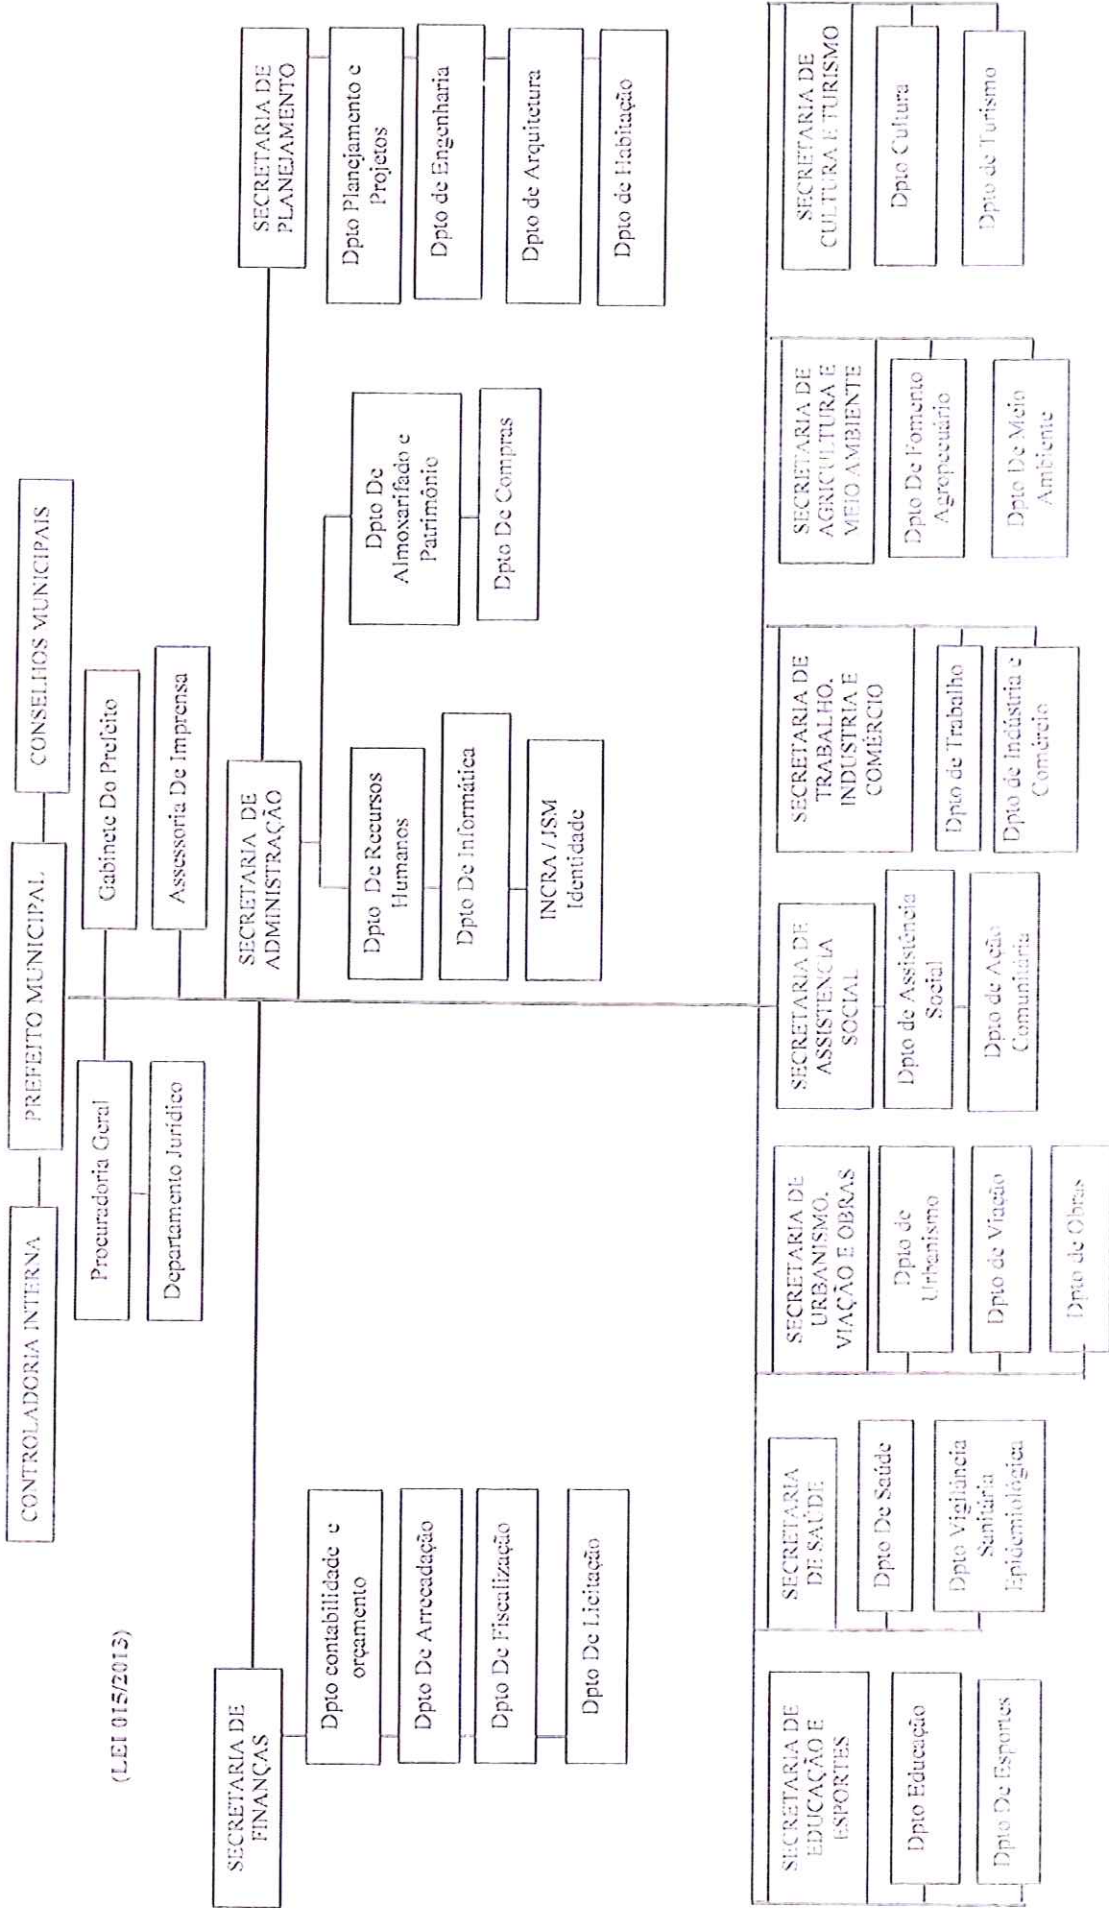 CONTROLADORIA INTERNA
PREFEITO MUNICIPAL
CONSELHOS MUNICIPAIS
(LEI 015/2013)
Procuradoria Geral
Gabinete Do Prefeito
Departamento Jurídico
Assessoria De Imprensa
SECRETARIA DE
FINANÇAS
Dpto contabilidade e
orçamento
Dpto De Arrecadação
Dpto De Fiscalização
Dpto De Licitação
SECRETARIA DE
ADMINISTRAÇÃO
Dpto De Recursos
Humanos
Dpto De Informática
INCRA / JSM
Identidade
Dpto De
Almoxarifado e
Patrimônio
Dpto De Compras
SECRETARIA DE
PLANEJAMENTO
Dpto Planejamento e
Projetos
Dpto de Engenharia
Dpto de Arquitetura
Dpto de Habitação
SECRETARIA DE
EDUCAÇÃO E
ESPORTES
Dpto Educação
Dpto De Esportes
SECRETARIA
DE SAÚDE
Dpto De Saúde
Dpto Vigilância
Sanitária
Epidemiológica
SECRETARIA DE
URBANISMO.
VIAÇÃO E OBRAS
Dpto de
Urbanismo
Dpto de Viação
Dpto de Obras
SECRETARIA DE
ASSISTENCIA
SOCIAL
Dpto de Assistência
Social
Dpto de Ação
Comunitária
SECRETARIA DE
TRABALHO.
INDUSTRIA E
COMÉRCIO
Dpto de Trabalho
Dpto de Indústria e
Comércio
SECRETARIA DE
AGRICULTURA E
MEIO AMBIENTE
Dpto De Fomento
Agropecuário
Dpto De Meio
Ambiente
SECRETARIA DE
CULTURA E TURISMO
Dpto Cultura
Dpto de Turismo